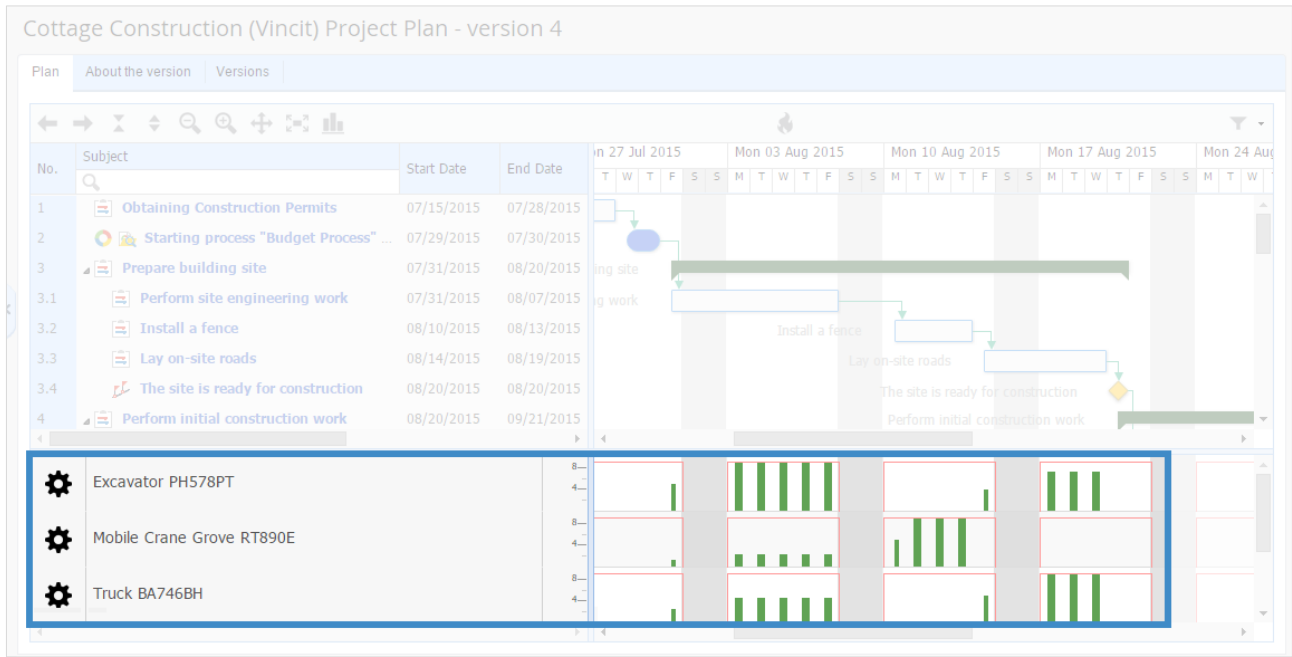 Cottage Construction (Vincit) Project Plan - version 4
Plan About the version Versions
No. Subject Start Date End Date
n 27 Jul 2015 Mon 03 Aug 2015 Mon 10 Aug 2015 Mon 17 Aug 2015 Mon 24 Aug
T W T F S S M T W T F S S M T W T F S S M T W T F S S M T W
1 Obtaining Construction Permits 07/15/2015 07/28/2015
2 Starting process "Budget Process" ... 07/29/2015 07/30/2015
3 Prepare building site 07/31/2015 08/20/2015 ing site
3.1 Perform site engineering work 07/31/2015 08/07/2015 g work
3.2 Install a fence 08/10/2015 08/13/2015 Install a fence
3.3 Lay on-site roads 08/14/2015 08/19/2015 Lay on-site roads
3.4 The site is ready for construction 08/20/2015 08/20/2015 The site is ready for construction
4 Perform initial construction work 08/20/2015 09/21/2015 Perform initial construction work
Excavator PH578PT 8 4
Mobile Crane Grove RT890E 8 4
Truck BA746BH 8 4